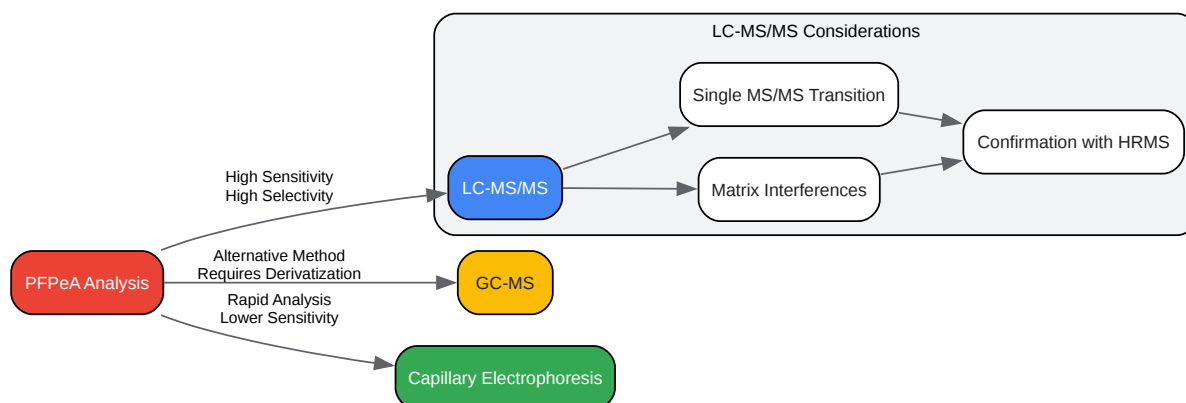 LC-MS/MS Considerations
Single MS/MS Transition
Confirmation with HRMS
High Sensitivity
High Selectivity
LC-MS/MS
Matrix Interferences
PFPeA Analysis
Alternative Method
Requires Derivatization
GC-MS
Rapid Analysis
Lower Sensitivity
Capillary Electrophoresis